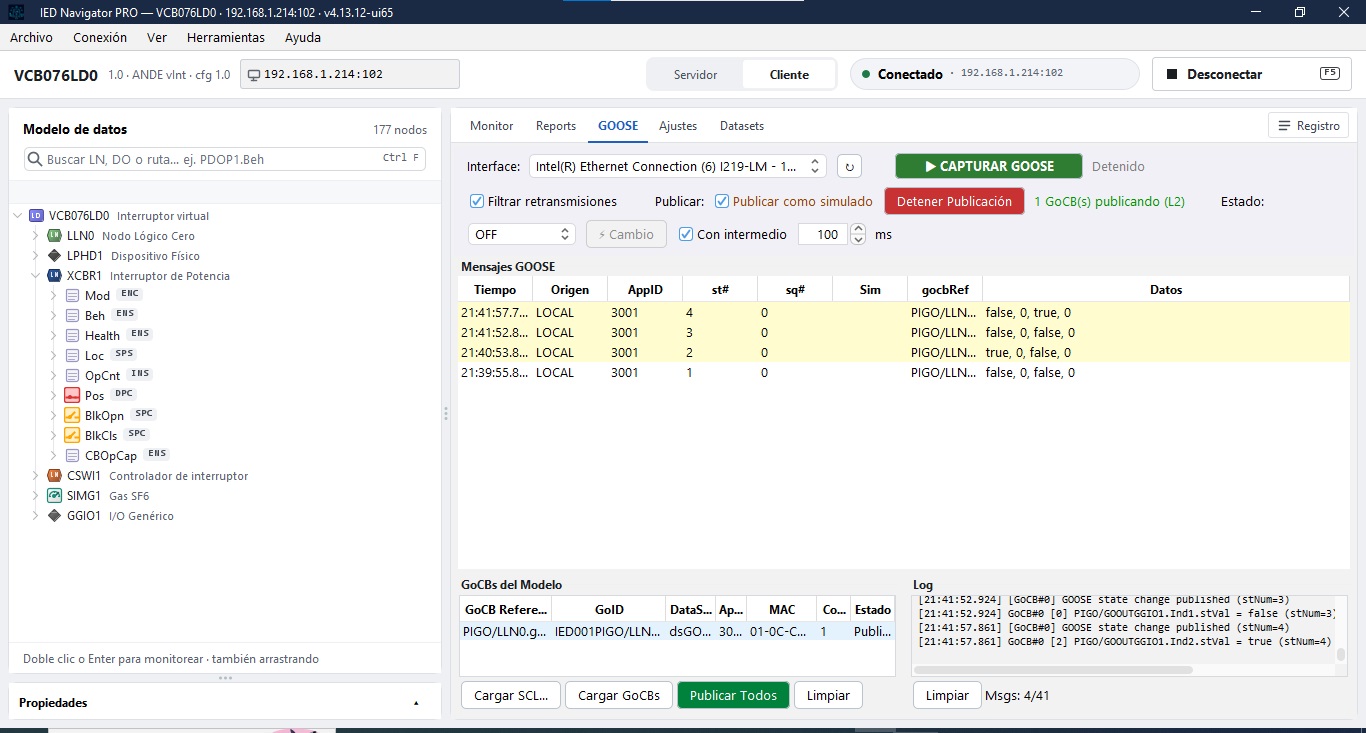 IED Navigator PRO — VCB076LD0 · 192.168.1.214:102 · v4.13.12-ui65
Archivo Conexión Ver Herramientas Ayuda
VCB076LD0 1.0 · ANDE vInt · cfg 1.0 192.168.1.214:102 Servidor Cliente Conectado · 192.168.1.214:102 Desconectar F5
Modelo de datos 177 nodos
Buscar LN, DO o ruta... ej. PDOP1.Beh Ctrl F
LD VCB076LD0 Interruptor virtual
LN LLN0 Nodo Lógico Cero
LPHD1 Dispositivo Físico
LN XCBR1 Interruptor de Potencia
Mod ENC
Beh ENS
Health ENS
Loc SPS
OpCnt INS
Pos DPC
BlkOpn SPC
BlkCls SPC
CBOpCap ENS
LN CSWI1 Controlador de interruptor
SIMG1 Gas SF6
GGIO1 I/O Genérico
Doble clic o Enter para monitorear · también arrastrando
Propiedades
Monitor Reports GOOSE Ajustes Datasets Registro
Interface: Intel(R) Ethernet Connection (6) I219-LM - 1... CAPTURAR GOOSE Detenido
Filtrar retransmisiones Publicar: Publicar como simulado Detener Publicación 1 GoCB(s) publicando (L2) Estado:
OFF ⚡ Cambio Con intermedio 100 ms
Mensajes GOOSE
Tiempo Origen AppID st# sq# Sim gocbRef Datos
21:41:57.7... LOCAL 3001 4 0 PIGO/LLN... false, 0, true, 0
21:41:52.8... LOCAL 3001 3 0 PIGO/LLN... false, 0, false, 0
21:40:53.8... LOCAL 3001 2 0 PIGO/LLN... true, 0, false, 0
21:39:55.8... LOCAL 3001 1 0 PIGO/LLN... false, 0, false, 0
GoCBs del Modelo
GoCB Refere... GoID DataS... Ap... MAC Co... Estado
PIGO/LLN0.g... IED001PIGO/LLN... dsGO... 30... 01-0C-C... 1 Publi...
Cargar SCL... Cargar GoCBs Publicar Todos Limpiar
Log
[21:41:52.924] [GoCB#0] GOOSE state change published (stNum=3)
[21:41:52.924] GoCB#0 [0] PIGO/GOOUTGGIO1.Ind1.stVal = false (stNum=3)
[21:41:57.861] [GoCB#0] GOOSE state change published (stNum=4)
[21:41:57.861] GoCB#0 [2] PIGO/GOOUTGGIO1.Ind2.stVal = true (stNum=4)
Limpiar Msgs: 4/41